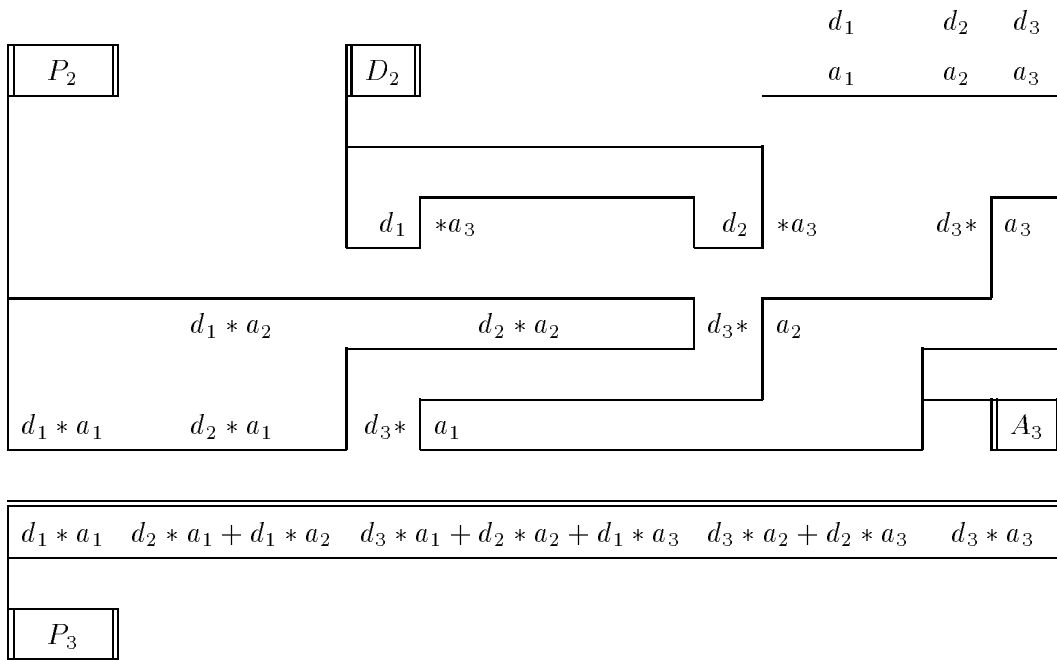 d₁ d₂ d₃
P₂ D₂ a₁ a₂ a₃
d₁ *a₃ d₂ *a₃ d₃* a₃
d₁ * a₂ d₂ * a₂ d₃* a₂
d₁ * a₁ d₂ * a₁ d₃* a₁ A₃
d₁ * a₁ d₂ * a₁ + d₁ * a₂ d₃ * a₁ + d₂ * a₂ + d₁ * a₃ d₃ * a₂ + d₂ * a₃ d₃ * a₃
P₃